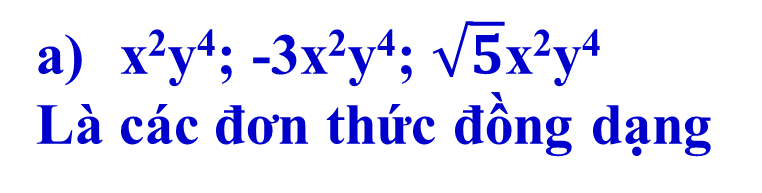 a) x²y⁴; -3x²y⁴; √5x²y⁴
Là các đơn thức đồng dạng